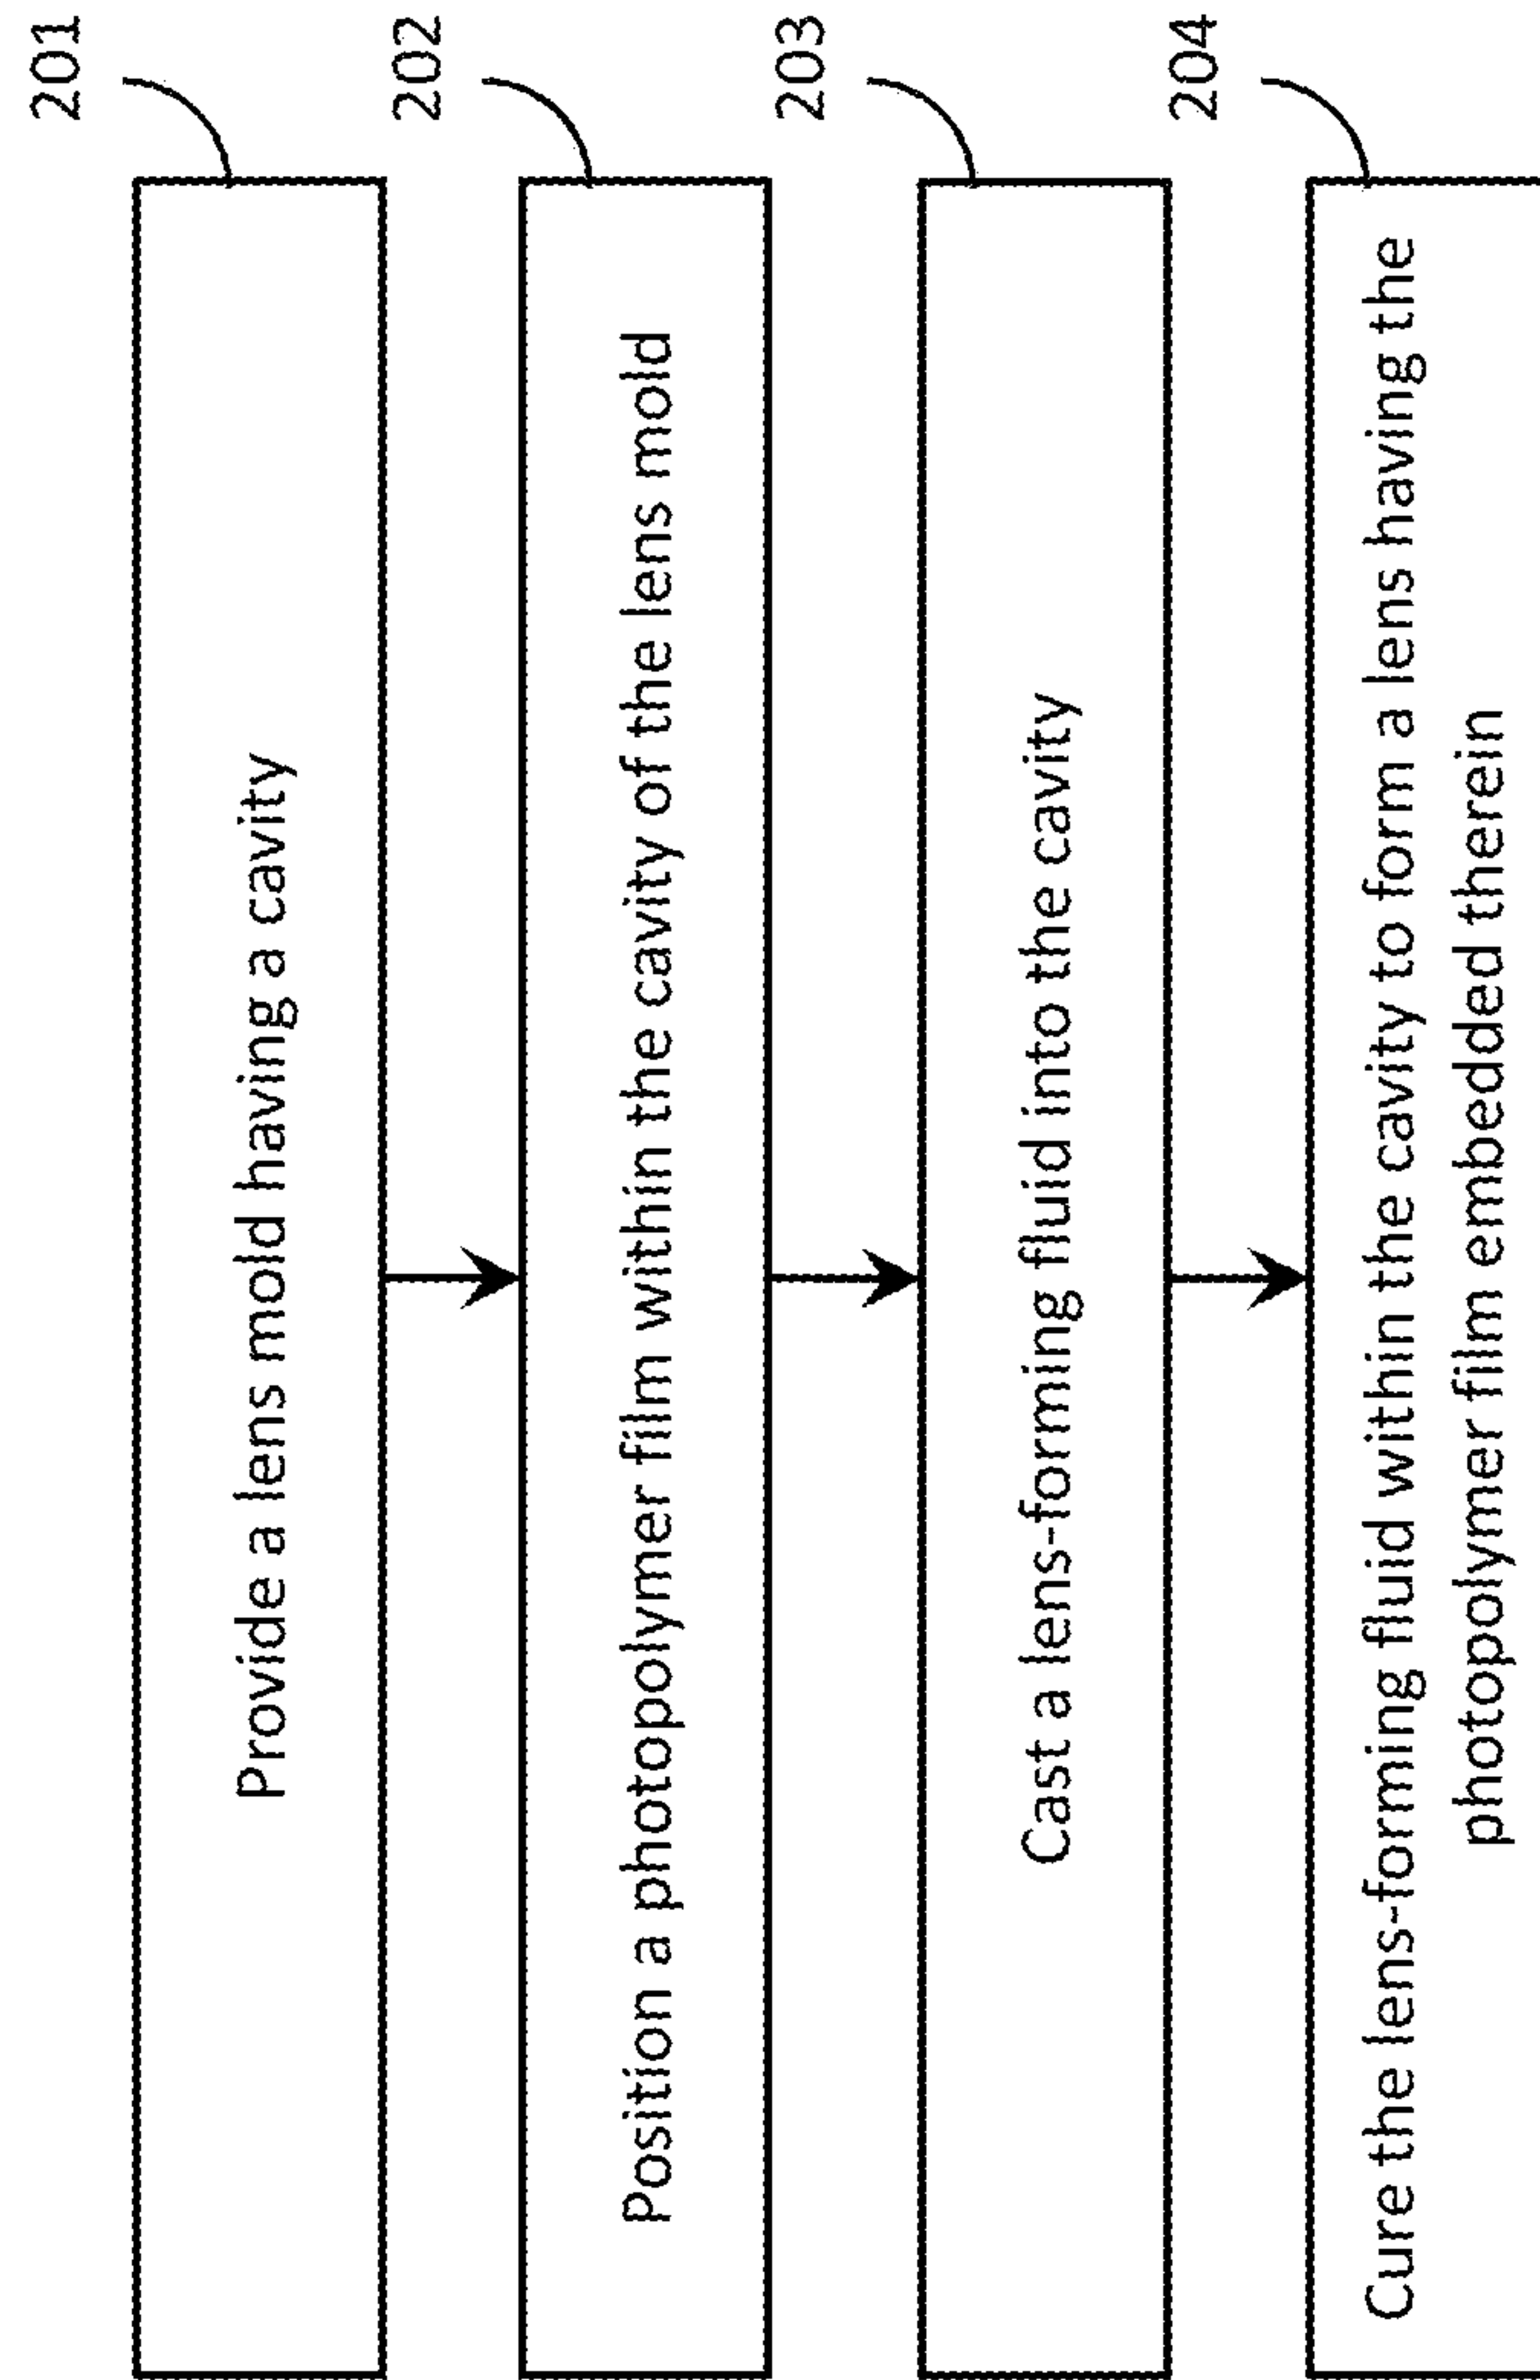 201
Provide a lens mold having a cavity
202
Position a photopolymer film within the cavity of the lens mold
203
Cast a lens-forming fluid into the cavity
204
Cure the lens-forming fluid within the cavity to form a lens having the
photopolymer film embedded therein